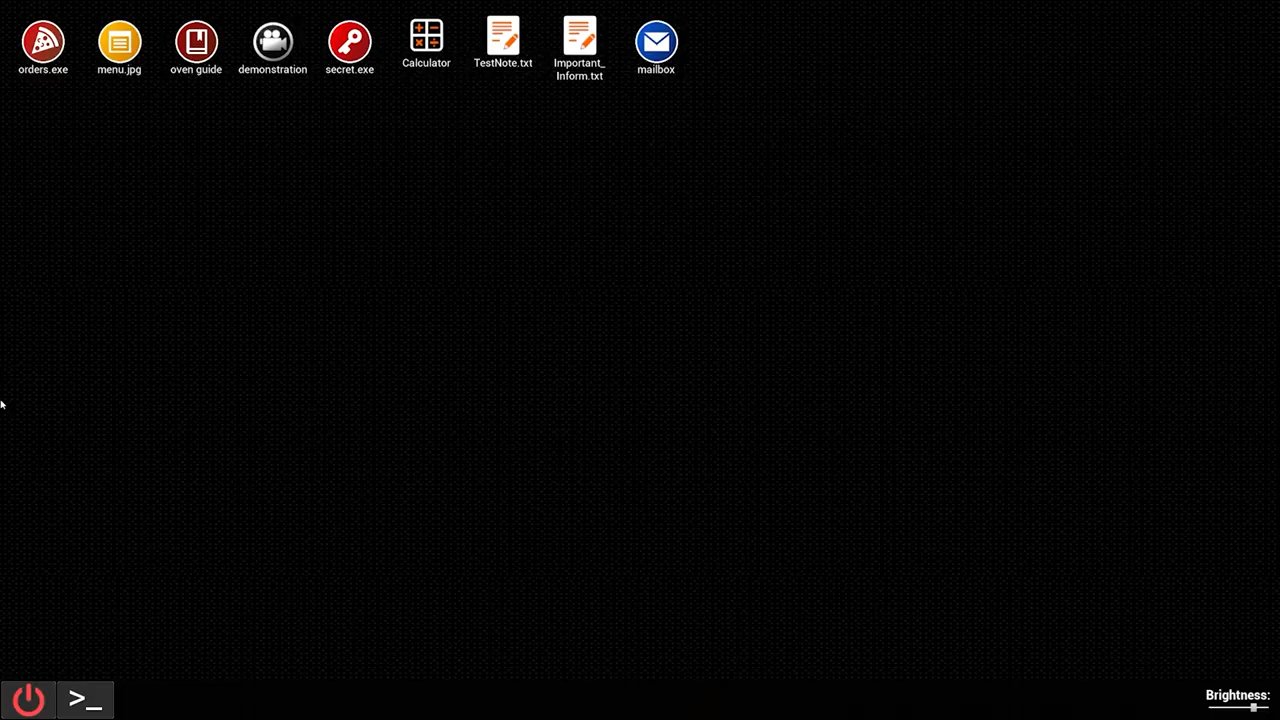 orders.exe
menu.jpg
oven guide
demonstration
secret.exe
Calculator
TestNote.txt
Important_
Inform.txt
mailbox
>_
Brightness: